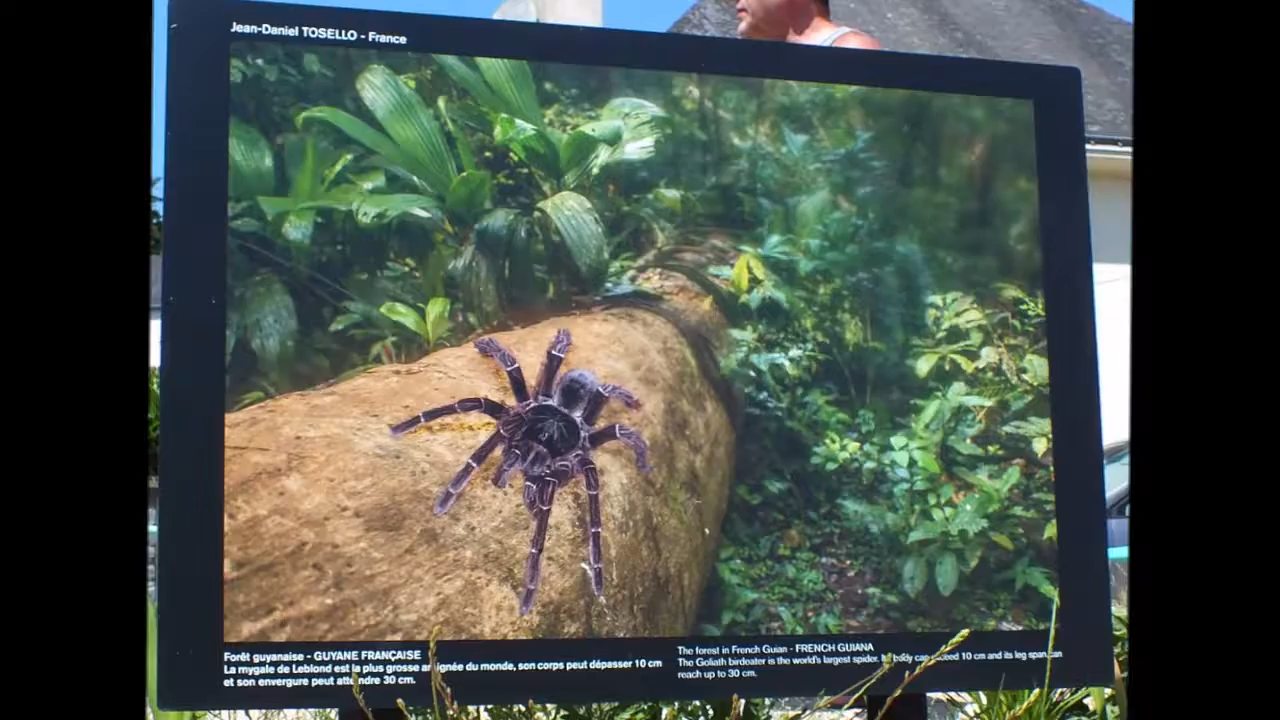 Jean-Daniel TOSELLO - France
Forêt guyanaise - GUYANE FRANÇAISE
La mygale de Leblond est la plus grosse araignée du monde, son corps peut dépasser 10 cm
et son envergure peut atteindre 30 cm.
The forest in French Guian - FRENCH GUIANA
The Goliath birdeater is the world's largest spider. Its body can exceed 10 cm and its leg span can
reach up to 30 cm.